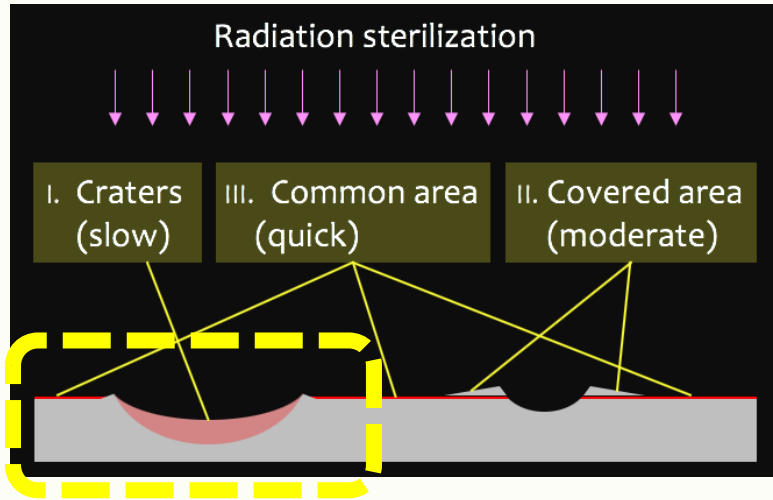 Radiation sterilization
I. Craters
(slow)
III. Common area
(quick)
II. Covered area
(moderate)